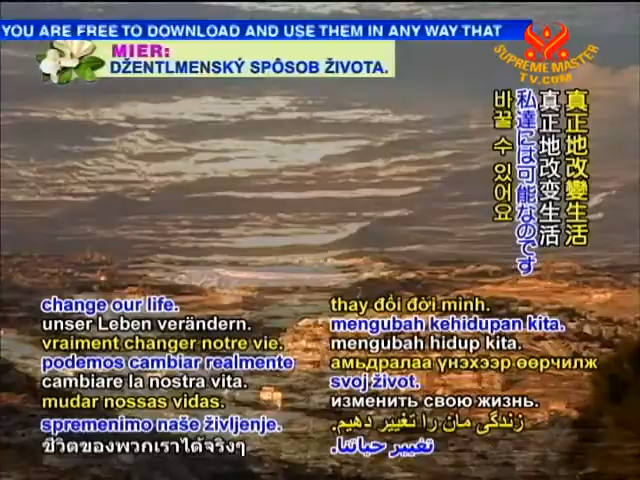 YOU ARE FREE TO DOWNLOAD AND USE THEM IN ANY WAY THAT
MIER:
DŽENTLMENSKÝ SPÔSOB ŽIVOTA.
SUPREME MASTER
TV.COM
真正地改變生活
真正地改变生活
私達には可能なのです
바꿀 수 있어요
change our life.
unser Leben verändern.
vraiment changer notre vie.
podemos cambiar realmente
cambiare la nostra vita.
mudar nossas vidas.
spremenimo naše življenje.
ชีวิตของพวกเราได้จริงๆ
thay đổi đời mình.
mengubah kehidupan kita.
mengubah hidup kita.
амьдралаа үнэхээр өөрчилж
svoj život.
изменить свою жизнь.
زندگی مان را تغییر دهیم.
تغيير حياتنا.